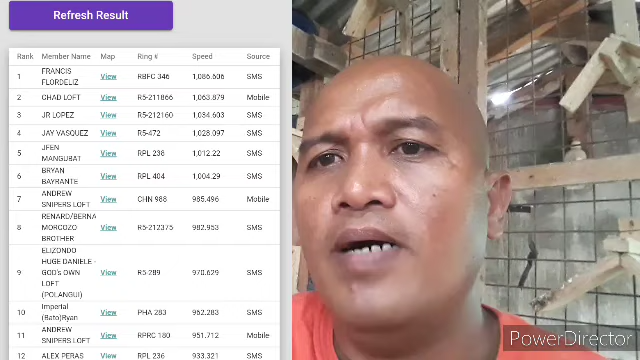 Refresh Result
Rank Member Name Map Ring # Speed Source
1 FRANCIS FLORDELIZ View RBFC 346 1,086.606 SMS
2 CHAD LOFT View R5-211866 1,063.879 Mobile
3 JR LOPEZ View R5-212160 1,034.603 SMS
4 JAY VASQUEZ View R5-472 1,028.097 SMS
5 JFEN MANGUBAT View RPL 238 1,012.22 SMS
6 BRYAN BAYRANTE View RPL 404 1,004.29 SMS
7 ANDREW SNIPERS LOFT View CHN 988 985.496 Mobile
8 RENARD/BERNA MORCOZO BROTHER View R5-212375 982.953 SMS
9 ELIZONDO HUGE DANIELE - GOD's OWN LOFT (POLANGUI) View R5-289 970.629 SMS
10 Imperial (Bato)Ryan View PHA 283 962.283 SMS
11 ANDREW SNIPERS LOFT View RPRC 180 951.712 Mobile
12 ALEX PERAS View RPL 236 933.321 SMS
PowerDirector